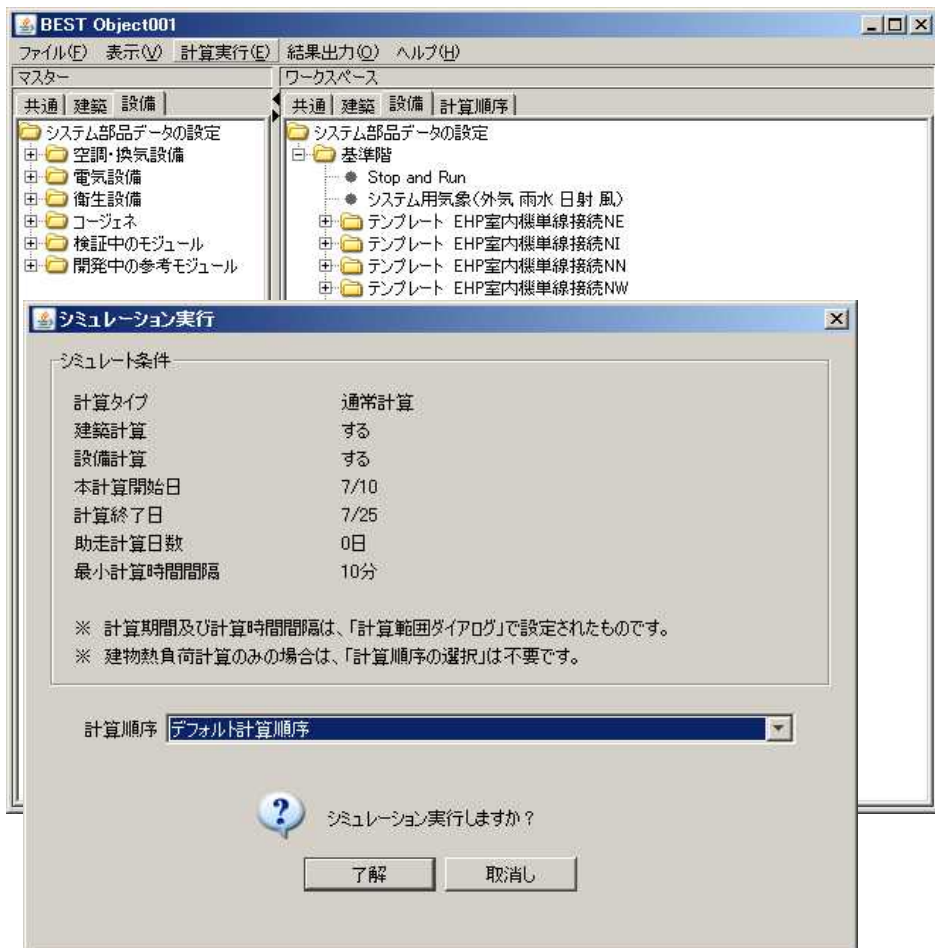 BEST Object001
ファイル(F) 表示(V) 計算実行(E) 結果出力(O) ヘルプ(H)
マスター
ワークスペース
共通 建築 設備
共通 建築 設備 計算順序
システム部品データの設定
空調・換気設備
電気設備
衛生設備
コージェネ
検証中のモジュール
開発中の参考モジュール
システム部品データの設定
基準階
Stop and Run
システム用気象(外気 雨水 日射 風)
テンプレート EHP室内機単線接続NE
テンプレート EHP室内機単線接続NI
テンプレート EHP室内機単線接続NN
テンプレート EHP室内機単線接続NW
シミュレーション実行
シミュレート条件
計算タイプ 通常計算
建築計算 する
設備計算 する
本計算開始日 7/10
計算終了日 7/25
助走計算日数 0日
最小計算時間間隔 10分
※ 計算期間及び計算時間間隔は、「計算範囲ダイアログ」で設定されたものです。
※ 建物熱負荷計算のみの場合は、「計算順序の選択」は不要です。
計算順序 デフォルト計算順序
シミュレーション実行しますか?
了解 取消し